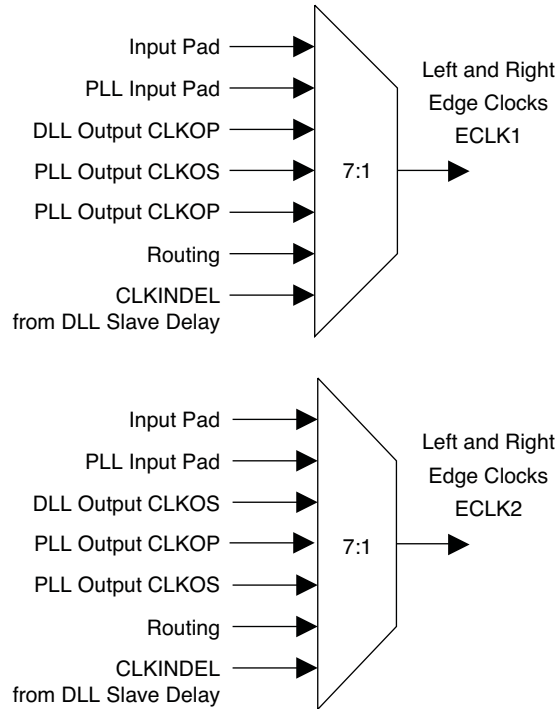 Input Pad
PLL Input Pad
DLL Output CLKOP
PLL Output CLKOS
PLL Output CLKOP
Routing
CLKINDEL
from DLL Slave Delay
7:1
Left and Right
Edge Clocks
ECLK1
Input Pad
PLL Input Pad
DLL Output CLKOS
PLL Output CLKOP
PLL Output CLKOS
Routing
CLKINDEL
from DLL Slave Delay
7:1
Left and Right
Edge Clocks
ECLK2